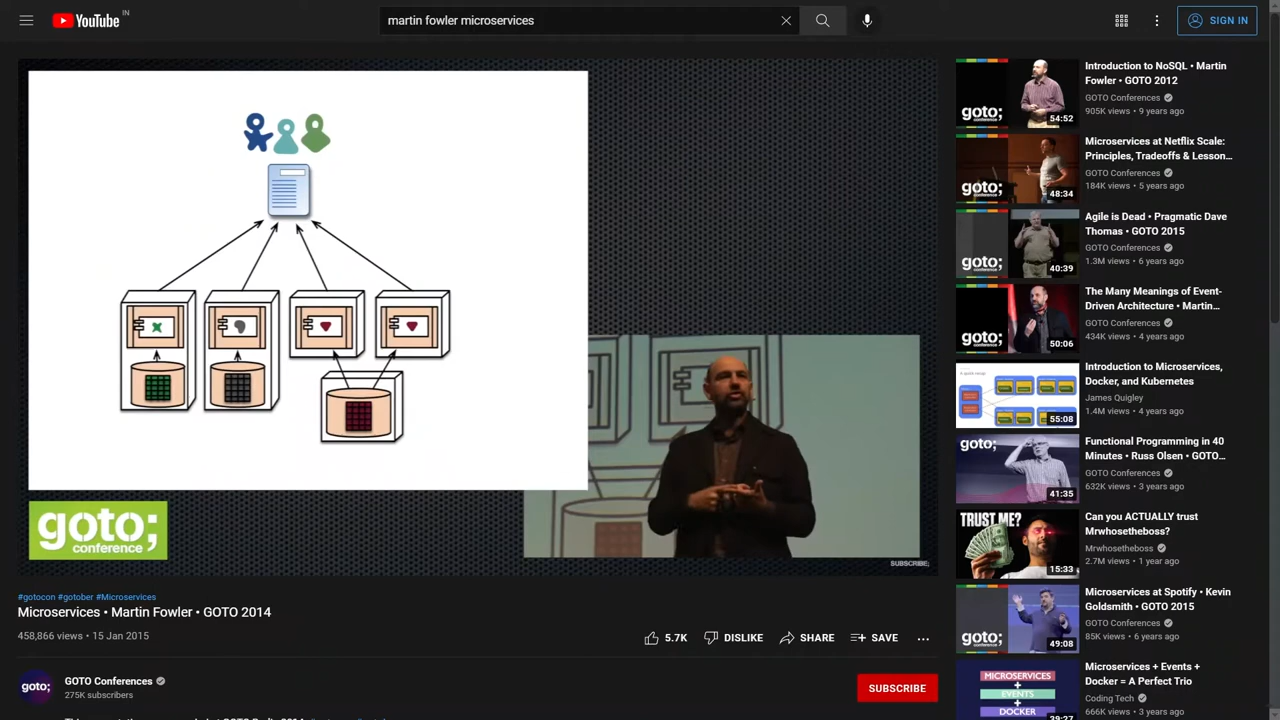 YouTube IN
martin fowler microservices
SIGN IN
goto;
conference
SUBSCRIBE;
#gotocon #gotober #Microservices
Microservices • Martin Fowler • GOTO 2014
458,866 views • 15 Jan 2015
5.7K
DISLIKE
SHARE
SAVE
goto;
GOTO Conferences
275K subscribers
SUBSCRIBE
goto;
conference
54:52
Introduction to NoSQL • Martin
Fowler • GOTO 2012
GOTO Conferences
905K views • 9 years ago
goto;
48:34
Microservices at Netflix Scale:
Principles, Tradeoffs & Lesson...
GOTO Conferences
184K views • 5 years ago
goto;
40:39
Agile is Dead • Pragmatic Dave
Thomas • GOTO 2015
GOTO Conferences
1.3M views • 6 years ago
goto;
50:06
The Many Meanings of Event-
Driven Architecture • Martin...
GOTO Conferences
434K views • 4 years ago
55:08
Introduction to Microservices,
Docker, and Kubernetes
James Quigley
1.4M views • 4 years ago
goto;
41:35
Functional Programming in 40
Minutes • Russ Olsen • GOTO...
GOTO Conferences
632K views • 3 years ago
TRUST ME?
15:33
Can you ACTUALLY trust
Mrwhosetheboss?
Mrwhosetheboss
2.7M views • 1 year ago
goto;
49:08
Microservices at Spotify • Kevin
Goldsmith • GOTO 2015
GOTO Conferences
85K views • 6 years ago
MICROSERVICES
+
EVENTS
+
DOCKER
39:27
Microservices + Events +
Docker = A Perfect Trio
Coding Tech
666K views • 3 years ago